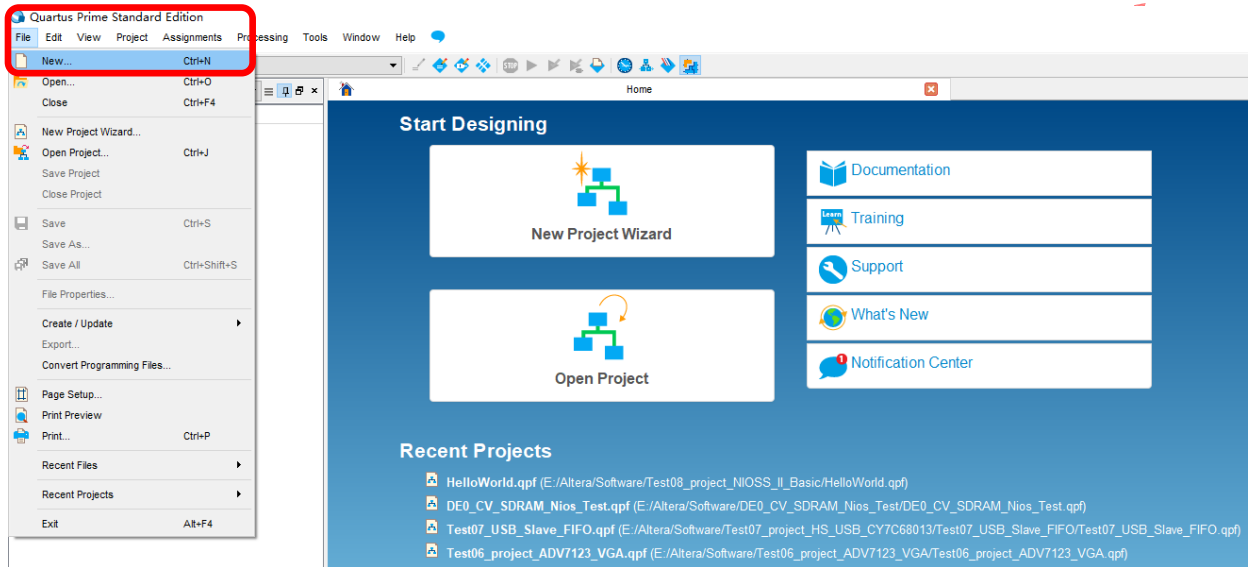 Quartus Prime Standard Edition
File Edit View Project Assignments Processing Tools Window Help
New... Ctrl+N
Open... Ctrl+O
Close Ctrl+F4
New Project Wizard...
Open Project... Ctrl+J
Save Project
Close Project
Save Ctrl+S
Save As...
Save All Ctrl+Shift+S
File Properties...
Create / Update
Export...
Convert Programming Files...
Page Setup...
Print Preview
Print... Ctrl+P
Recent Files
Recent Projects
Exit Alt+F4
STOP
Home
Start Designing
New Project Wizard
Open Project
Documentation
Learn
Training
Support
What's New
1
Notification Center
Recent Projects
HelloWorld.qpf (E:/Altera/Software/Test08_project_NIOSS_II_Basic/HelloWorld.qpf)
DE0_CV_SDRAM_Nios_Test.qpf (E:/Altera/Software/DE0_CV_SDRAM_Nios_Test/DE0_CV_SDRAM_Nios_Test.qpf)
Test07_USB_Slave_FIFO.qpf (E:/Altera/Software/Test07_project_HS_USB_CY7C68013/Test07_USB_Slave_FIFO/Test07_USB_Slave_FIFO.qpf)
Test06_project_ADV7123_VGA.qpf (E:/Altera/Software/Test06_project_ADV7123_VGA/Test06_project_ADV7123_VGA.qpf)